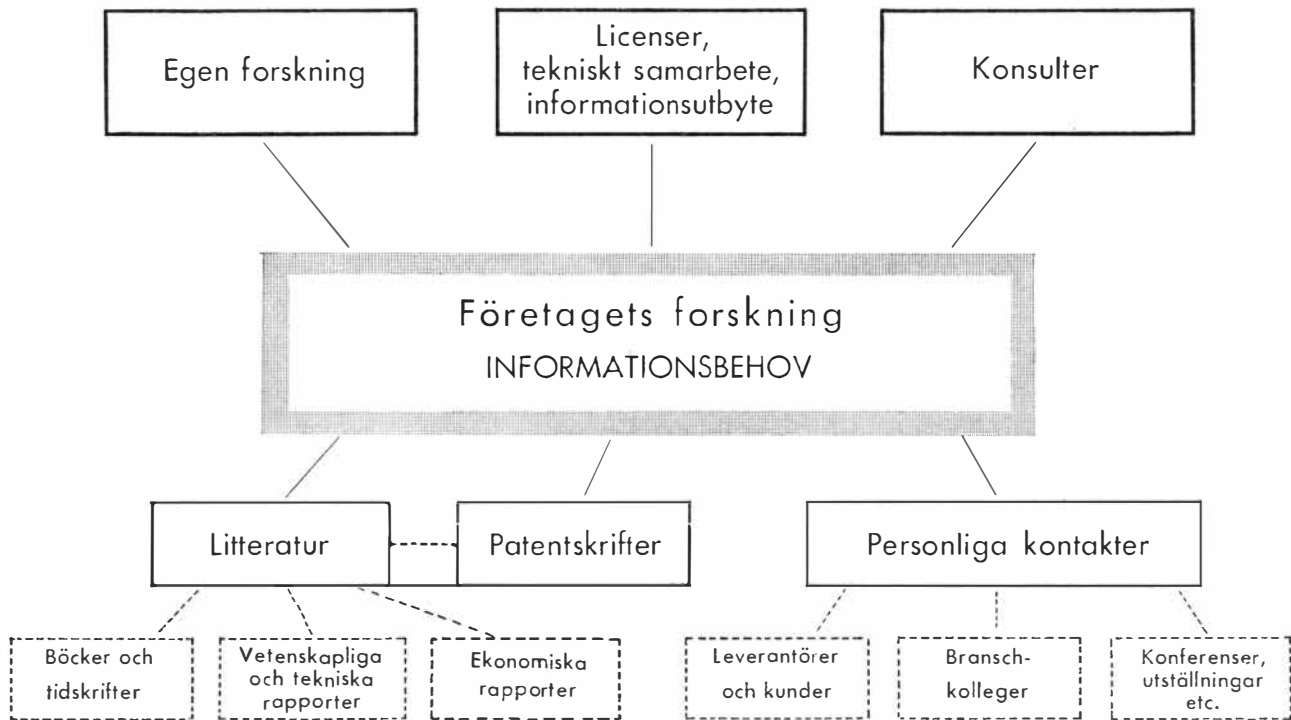 Egen forskning
Licenser,
tekniskt samarbete,
informationsutbyte
Konsulter
Företagets forskning
INFORMATIONSBEHOV
Litteratur
Patentskrifter
Personliga kontakter
Böcker och
tidskrifter
Vetenskapliga
och tekniska
rapporter
Ekonomiska
rapporter
Leverantörer
och kunder
Bransch-
kolleger
Konferenser,
utställningar
etc.